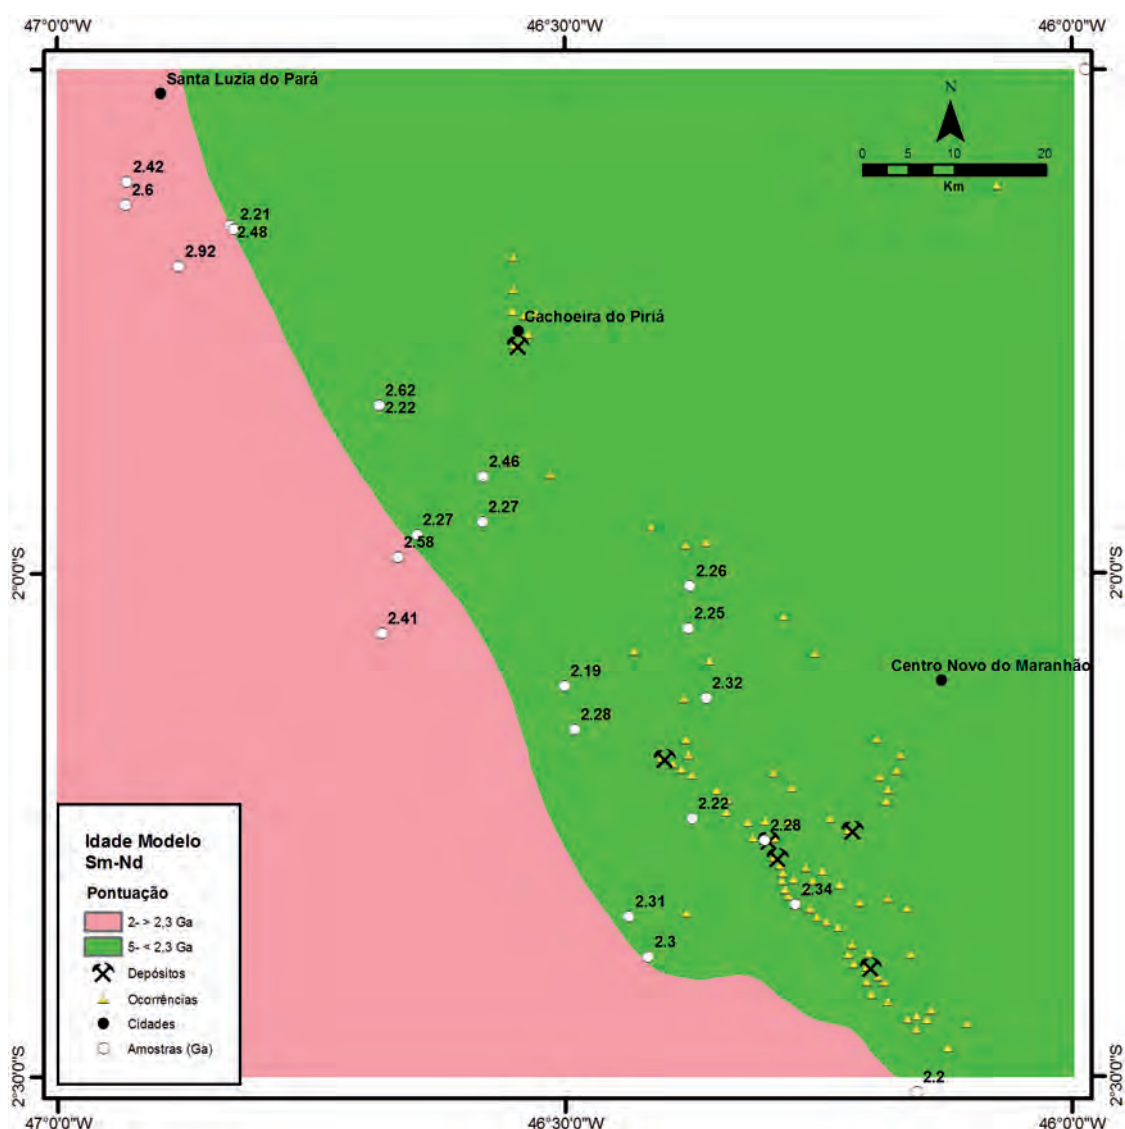 47°0'0"W 46°30'0"W 46°0'0"W
Santa Luzia do Pará
N
0 5 10 20
Km
2.42
2.6
2.21
2.48
2.92
Cachoeira do Piriá
2.62
2.22
2.46
2.27
2.27
2.58
2.26
2.25
2.41
2°0'0"S 2°0'0"S
Centro Novo do Maranhão
2.19
2.32
2.28
2.22
2.28
2.34
2.31
2.3
2.2
Idade Modelo
Sm-Nd
Pontuação
2- > 2,3 Ga
5- < 2,3 Ga
Depósitos
Ocorrências
Cidades
Amostras (Ga)
2°30'0"S 2°30'0"S
47°0'0"W 46°30'0"W 46°0'0"W